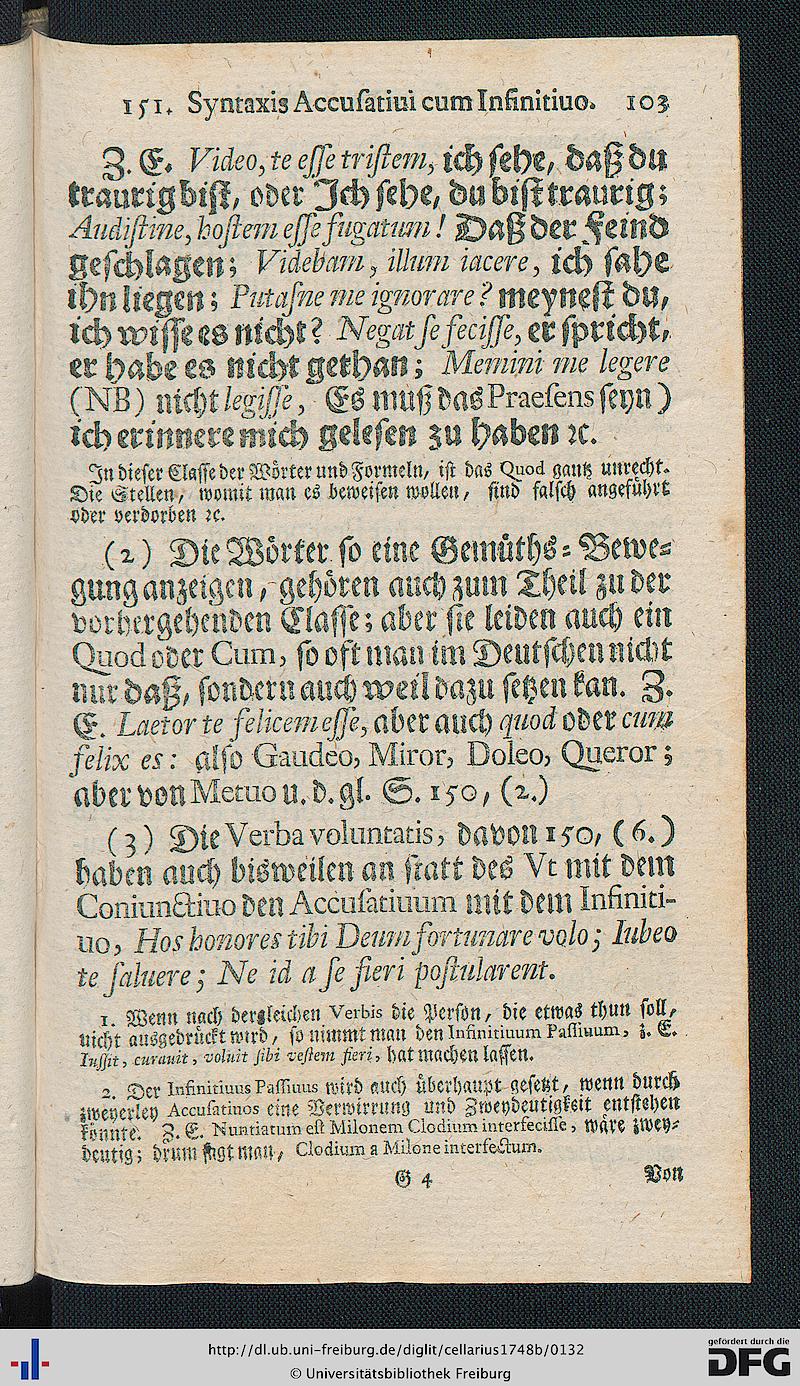 151. Syntaxis Accuſatiui cum Infinitiuo. 103
Z. E. Video, te eſſe triſtem, ich ſehe, daß du
traurig biſt, oder Ich ſehe, du biſt traurig;
Audiſtine, hoſtem eſſe fugatum! Daß der Feind
geſchlagen; Videbam, illum iacere, ich ſahe
ihn liegen; Putaſne me ignorare? meyneſt du,
ich wiſſe es nicht? Negat ſe feciſſe, er ſpricht,
er habe es nicht gethan; Memini me legere
(NB) nicht legiſſe, Es muß das Praeſens ſeyn)
ich erinnere mich geleſen zu haben ꝛc.
In dieſer Claſſe der Wörter und Formeln, iſt das Quod gantz unrecht.
Die Stellen, womit man es beweiſen wollen, ſind falſch angeführt
oder verdorben ꝛc.
(2) Die Wörter ſo eine Gemüths⸗Bewe⸗
gung anzeigen, gehören auch zum Theil zu der
vorhergehenden Claſſe; aber ſie leiden auch ein
Quod oder Cum, ſo oft man im Deutſchen nicht
nur daß, ſondern auch weil dazu ſetzen kan. Z.
E. Laetor te felicem eſſe, aber auch quod oder cum
felix es: alſo Gaudeo, Miror, Doleo, Queror;
aber von Metuo u. d. gl. S. 150, (2.)
(3) Die Verba voluntatis, davon 150, (6.)
haben auch bisweilen an ſtatt des Vt mit dem
Coniunctiuo den Accuſatiuum mit dem Infiniti-
uo, Hos honores tibi Deum fortunare volo; Iubeo
te ſaluere; Ne id a ſe fieri poſtularent.
1. Wenn nach dergleichen Verbis die Perſon, die etwas thun ſoll,
nicht ausgedrückt wird, ſo nimmt man den Infinitiuum Paſſiuum, z. E.
Iuſſit, curauit, voluit ſibi veſtem fieri, hat machen laſſen.
2. Der Infinitiuus Paſſiuus wird auch überhaupt geſetzt, wenn durch
zweyerley Accuſatiuos eine Verwirrung und Zweydeutigkeit entſtehen
könnte. Z. E. Nuntiatum eſt Milonem Clodium interfeciſſe, wäre zwey⸗
deutig; drum ſagt man, Clodium a Milone interfectum.
G 4 Von
http://dl.ub.uni-freiburg.de/diglit/cellarius1748b/0132
© Universitätsbibliothek Freiburg
gefördert durch die
DFG